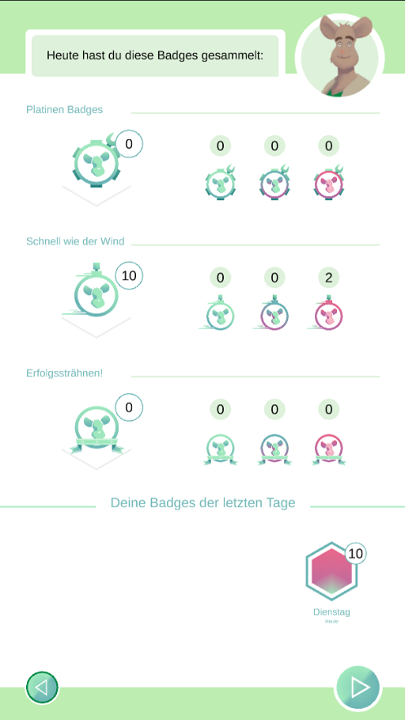 Heute hast du diese Badges gesammelt:
Platinen Badges
0
0 0 0
Schnell wie der Wind
10
0 0 2
Erfolgssträhnen!
0
0 0 0
Deine Badges der letzten Tage
10
Dienstag